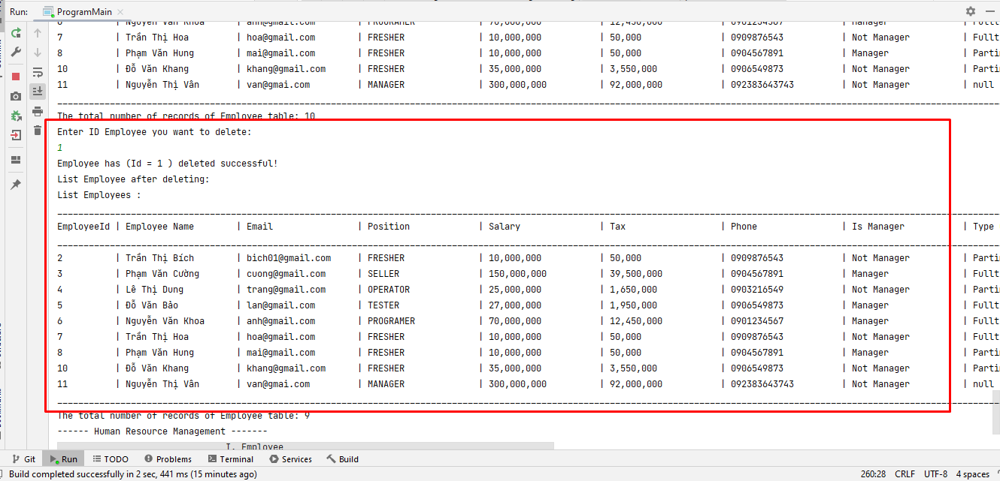 Run: ProgramMain
6 | Nguyễn Văn Khoa | anh@gmail.com | PROGRAMER | 70,000,000 | 12,450,000 | 0901234567 | Manager | Fullt
7 | Trần Thị Hoa | hoa@gmail.com | FRESHER | 10,000,000 | 50,000 | 0909876543 | Not Manager | Fullt
8 | Phạm Văn Hung | mai@gmail.com | FRESHER | 10,000,000 | 50,000 | 0904567891 | Manager | Parti
10 | Đỗ Văn Khang | khang@gmail.com | FRESHER | 35,000,000 | 3,550,000 | 0906549873 | Not Manager | Parti
11 | Nguyễn Thị Vân | van@gmai.com | MANAGER | 300,000,000 | 92,000,000 | 092383643743 | Not Manager | null
The total number of records of Employee table: 10
Enter ID Employee you want to delete:
1
Employee has (Id = 1 ) deleted successful!
List Employee after deleting:
List Employees :
EmployeeId | Employee Name | Email | Position | Salary | Tax | Phone | Is Manager | Type
2 | Trần Thị Bích | bich01@gmail.com | FRESHER | 10,000,000 | 50,000 | 0909876543 | Not Manager | Parti
3 | Phạm Văn Cường | cuong@gmail.com | SELLER | 150,000,000 | 39,500,000 | 0904567891 | Manager | Fullt
4 | Lê Thị Dung | trang@gmail.com | OPERATOR | 25,000,000 | 1,650,000 | 0903216549 | Not Manager | Parti
5 | Đỗ Văn Bảo | lan@gmail.com | TESTER | 27,000,000 | 1,950,000 | 0906549873 | Manager | Fullt
6 | Nguyễn Văn Khoa | anh@gmail.com | PROGRAMER | 70,000,000 | 12,450,000 | 0901234567 | Manager | Fullt
7 | Trần Thị Hoa | hoa@gmail.com | FRESHER | 10,000,000 | 50,000 | 0909876543 | Not Manager | Fullt
8 | Phạm Văn Hung | mai@gmail.com | FRESHER | 10,000,000 | 50,000 | 0904567891 | Manager | Parti
10 | Đỗ Văn Khang | khang@gmail.com | FRESHER | 35,000,000 | 3,550,000 | 0906549873 | Not Manager | Parti
11 | Nguyễn Thị Vân | van@gmai.com | MANAGER | 300,000,000 | 92,000,000 | 092383643743 | Not Manager | null
The total number of records of Employee table: 9
------ Human Resource Management -------
I. Employee
Git Run TODO Problems Terminal Services Build
Build completed successfully in 2 sec, 441 ms (15 minutes ago) 260:28 CRLF UTF-8 4 spaces